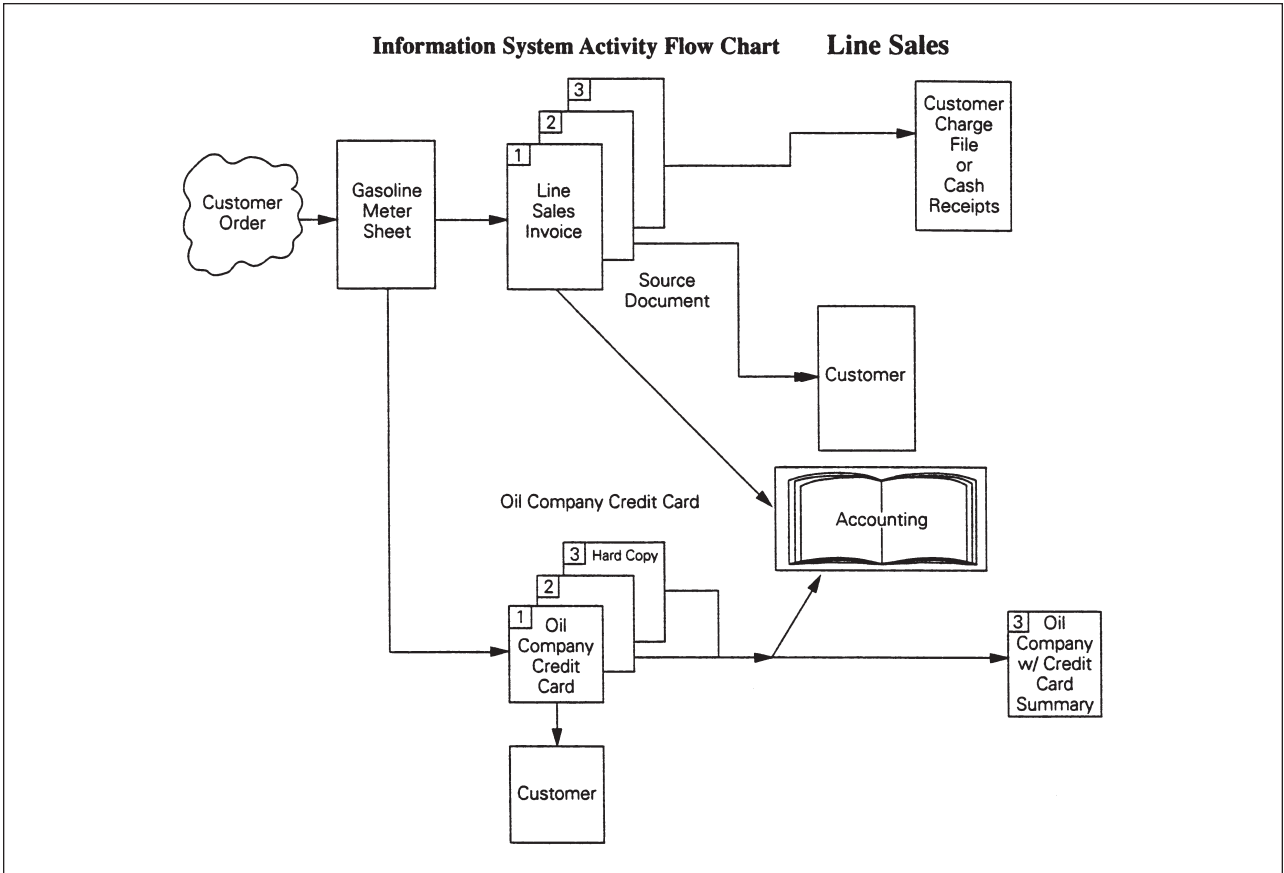 Information System Activity Flow Chart Line Sales
3
2
1
Line
Sales
Invoice
Customer
Charge
File
or
Cash
Receipts
Customer
Order
Gasoline
Meter
Sheet
Source
Document
Customer
Accounting
Oil Company Credit Card
3 Hard Copy
2
1 Oil
Company
Credit
Card
3 Oil
Company
w/ Credit
Card
Summary
Customer